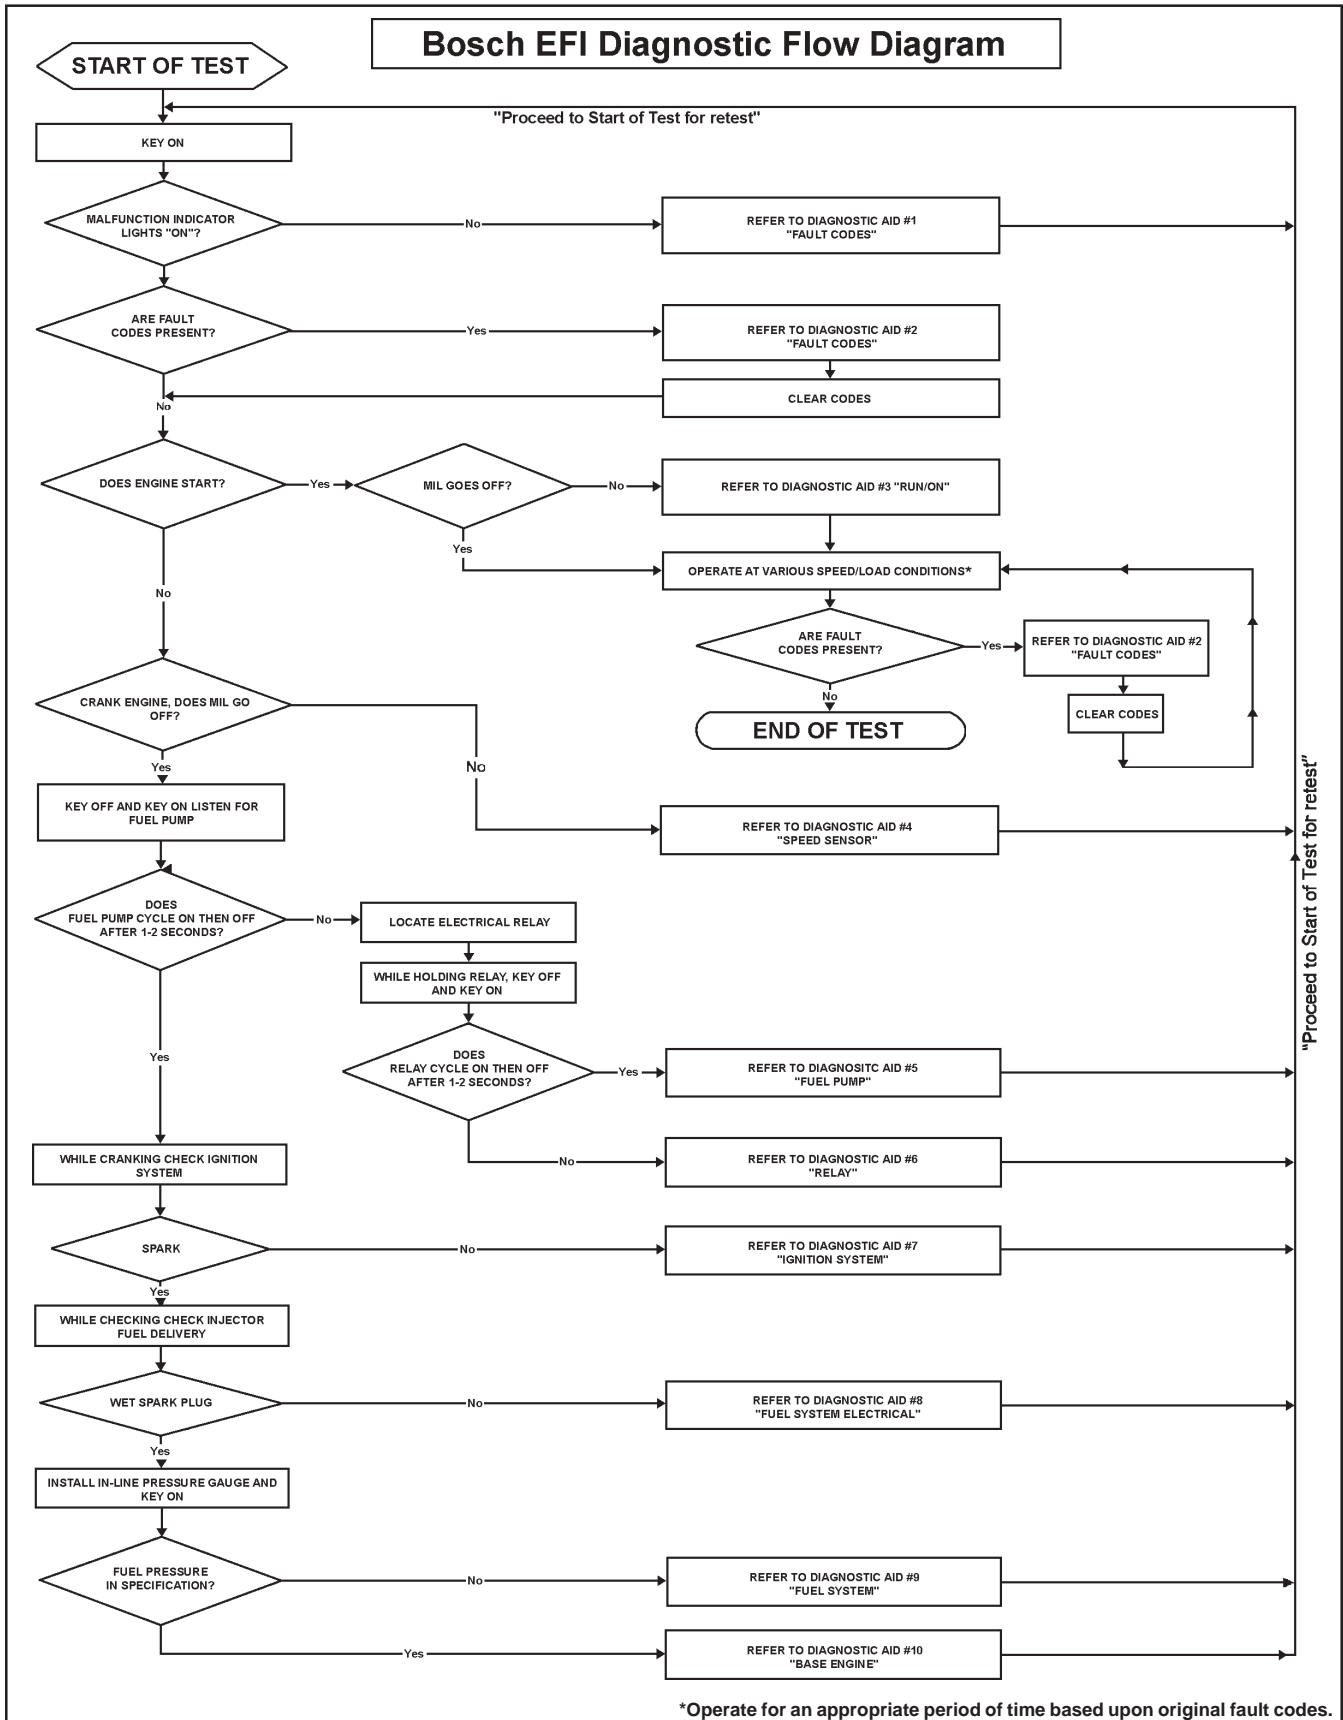 Bosch EFI Diagnostic Flow Diagram
START OF TEST
"Proceed to Start of Test for retest"
KEY ON
MALFUNCTION INDICATOR
LIGHTS "ON"?
No
REFER TO DIAGNOSTIC AID #1
"FAULT CODES"
ARE FAULT
CODES PRESENT?
Yes
REFER TO DIAGNOSTIC AID #2
"FAULT CODES"
CLEAR CODES
No
DOES ENGINE START?
Yes
MIL GOES OFF?
No
REFER TO DIAGNOSTIC AID #3 "RUN/ON"
Yes
OPERATE AT VARIOUS SPEED/LOAD CONDITIONS*
No
ARE FAULT
CODES PRESENT?
Yes
REFER TO DIAGNOSTIC AID #2
"FAULT CODES"
No
CLEAR CODES
END OF TEST
CRANK ENGINE, DOES MIL GO
OFF?
No
Yes
KEY OFF AND KEY ON LISTEN FOR
FUEL PUMP
REFER TO DIAGNOSTIC AID #4
"SPEED SENSOR"
"Proceed to Start of Test for retest"
DOES
FUEL PUMP CYCLE ON THEN OFF
AFTER 1-2 SECONDS?
No
LOCATE ELECTRICAL RELAY
WHILE HOLDING RELAY, KEY OFF
AND KEY ON
Yes
DOES
RELAY CYCLE ON THEN OFF
AFTER 1-2 SECONDS?
Yes
REFER TO DIAGNOSITC AID #5
"FUEL PUMP"
WHILE CRANKING CHECK IGNITION
SYSTEM
No
REFER TO DIAGNOSTIC AID #6
"RELAY"
SPARK
No
REFER TO DIAGNOSTIC AID #7
"IGNITION SYSTEM"
Yes
WHILE CHECKING CHECK INJECTOR
FUEL DELIVERY
WET SPARK PLUG
No
REFER TO DIAGNOSTIC AID #8
"FUEL SYSTEM ELECTRICAL"
Yes
INSTALL IN-LINE PRESSURE GAUGE AND
KEY ON
FUEL PRESSURE
IN SPECIFICATION?
No
REFER TO DIAGNOSTIC AID #9
"FUEL SYSTEM"
Yes
REFER TO DIAGNOSTIC AID #10
"BASE ENGINE"
*Operate for an appropriate period of time based upon original fault codes.